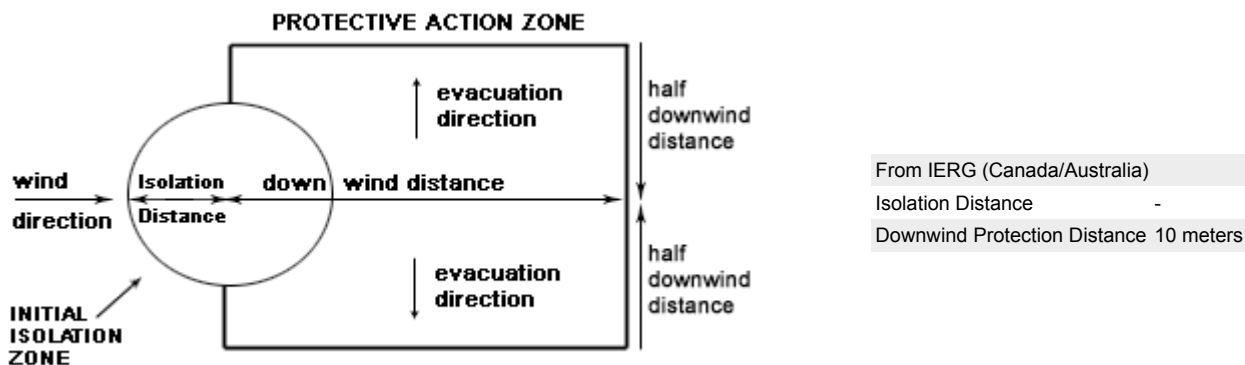 PROTECTIVE ACTION ZONE
evacuation
direction
half
downwind
distance
wind
direction
Isolation
Distance
down wind distance
evacuation
direction
half
downwind
distance
INITIAL
ISOLATION
ZONE
From IERG (Canada/Australia)
Isolation Distance -
Downwind Protection Distance 10 meters